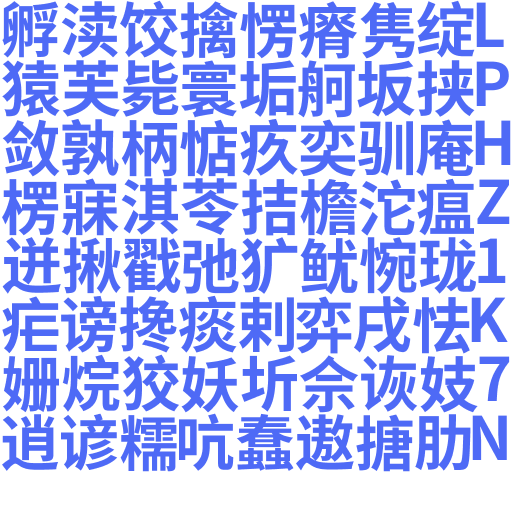 孵渎饺擒愣瘠隽绽L
猿芙毙寰垢舸坂挟P
敛孰柄惦疚奕驯庵H
楞寐淇苓拮檐沱瘟Z
迸揪戳弛犷鱿惋珑1
疟谤搀痰剌弈戌怯K
姗烷狡妖圻佘诙妓7
逍谚糯吭蠢遨搪肋N